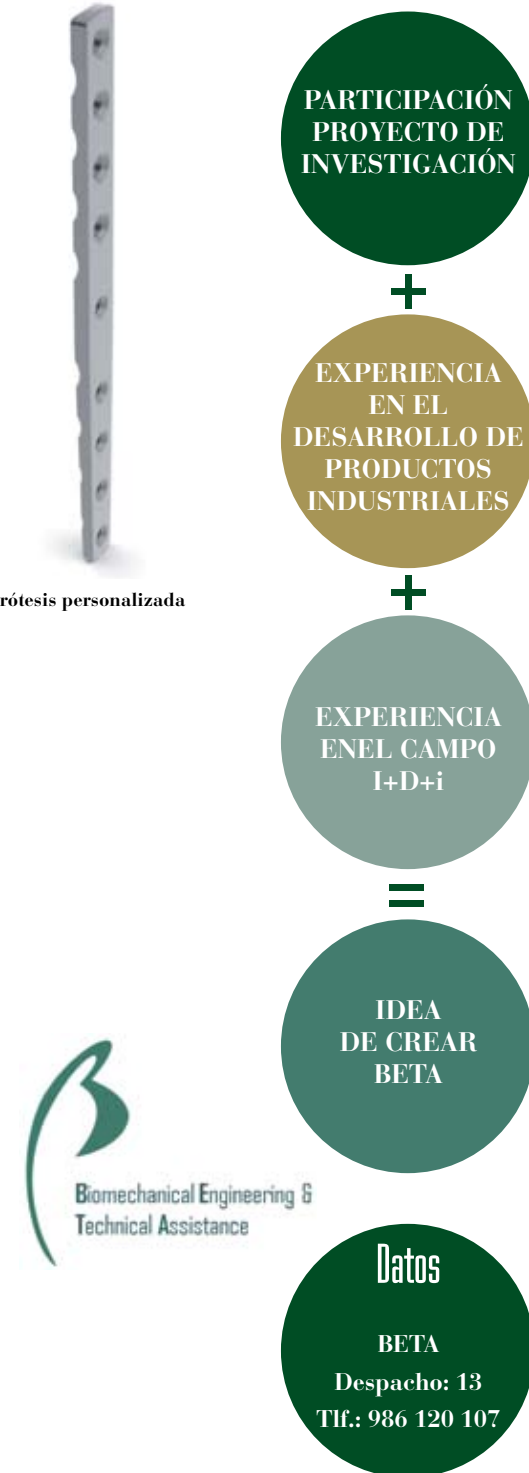 PARTICIPACIÓN
PROYECTO DE
INVESTIGACIÓN
+
EXPERIENCIA
EN EL
DESARROLLO DE
PRODUCTOS
INDUSTRIALES
+
rótesis personalizada
EXPERIENCIA
ENEL CAMPO
I+D+i
=
IDEA
DE CREAR
BETA
Biomechanical Engineering &
Technical Assistance
Datos
BETA
Despacho: 13
Tlf.: 986 120 107